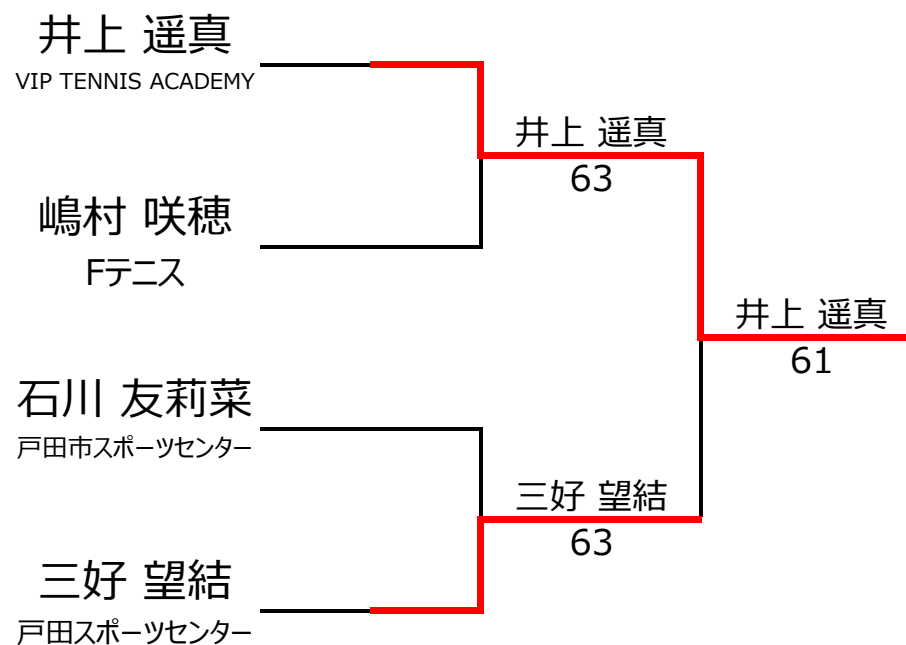 井上 遥真
VIP TENNIS ACADEMY
井上 遥真
63
嶋村 咲穂
Fテニス
井上 遥真
61
石川 友莉菜
戸田市スポーツセンター
三好 望結
63
三好 望結
戸田スポーツセンター